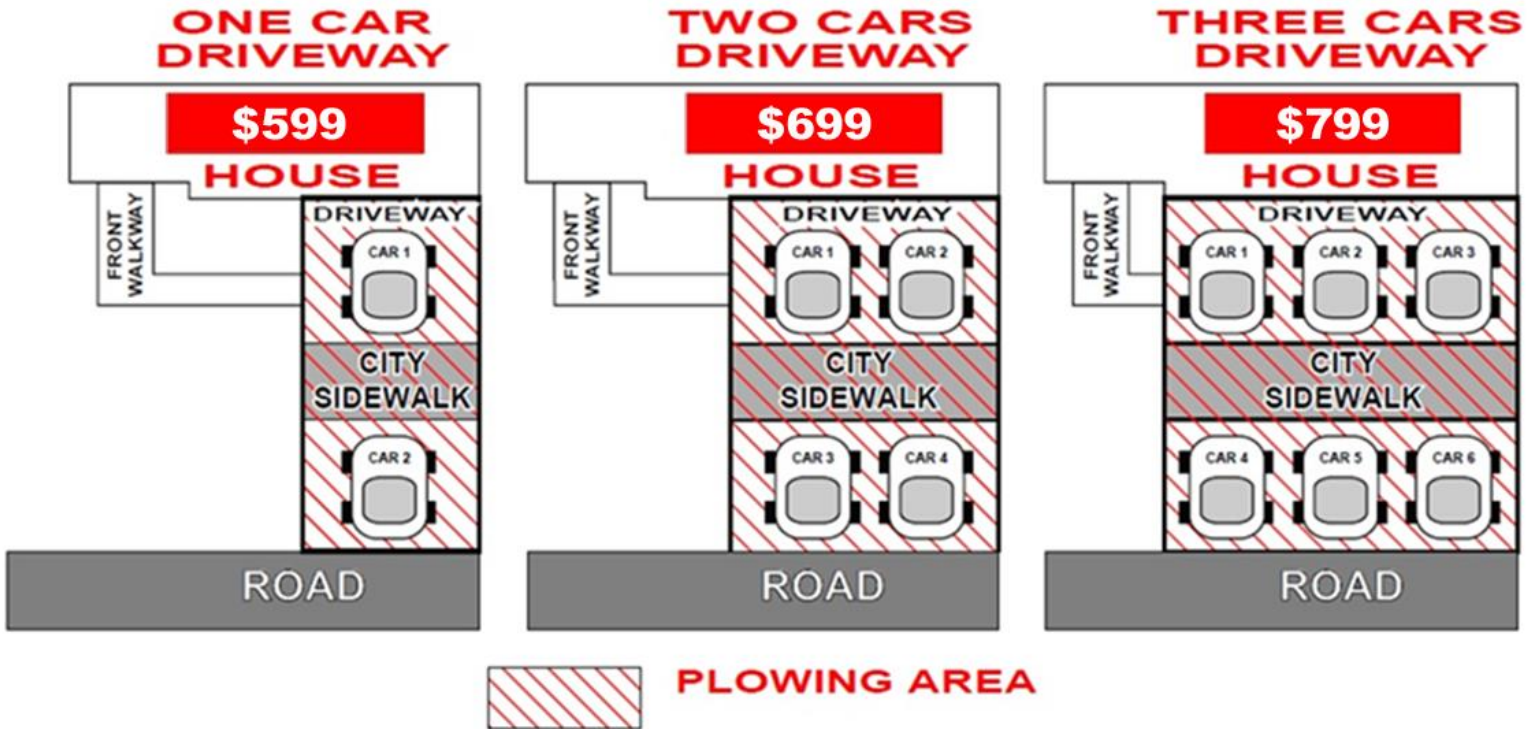 ONE CAR
DRIVEWAY
$599
HOUSE
FRONT
WALKWAY
DRIVEWAY
CAR 1
CITY
SIDEWALK
CAR 2
ROAD
TWO CARS
DRIVEWAY
$699
HOUSE
FRONT
WALKWAY
DRIVEWAY
CAR 1
CAR 2
CITY
SIDEWALK
CAR 3
CAR 4
ROAD
THREE CARS
DRIVEWAY
$799
HOUSE
FRONT
WALKWAY
DRIVEWAY
CAR 1
CAR 2
CAR 3
CITY
SIDEWALK
CAR 4
CAR 5
CAR 6
ROAD
PLOWING AREA